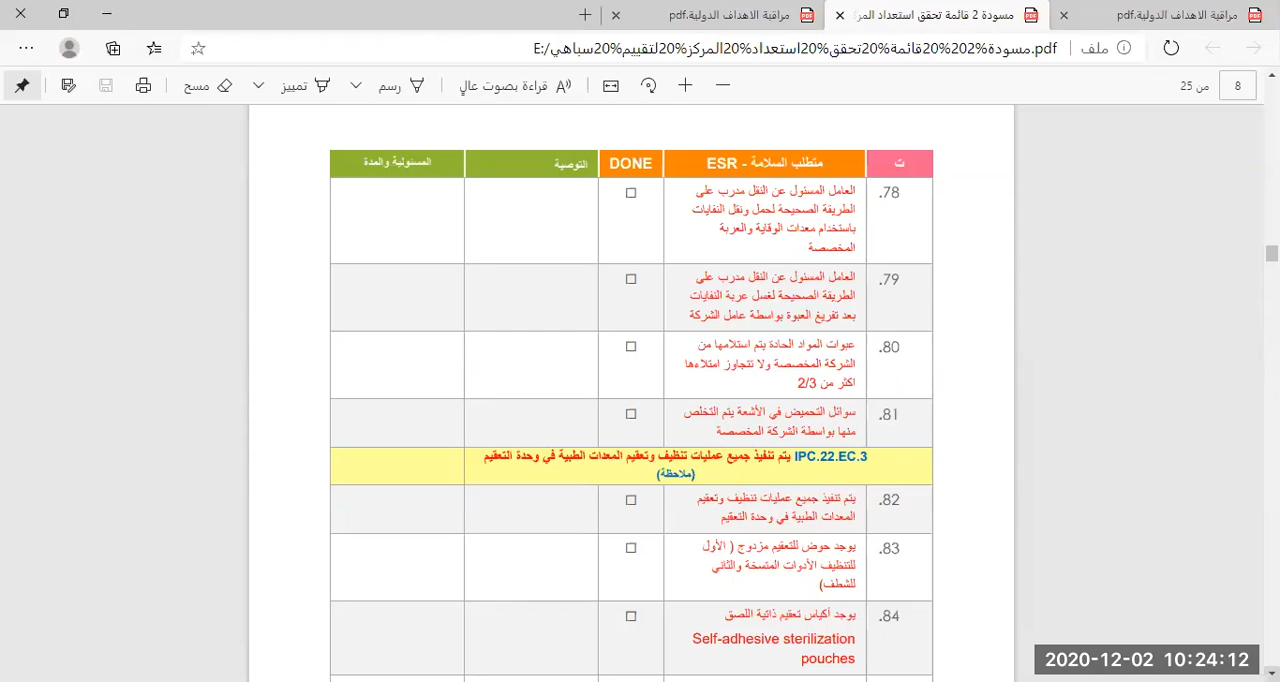 مراقبة الاهداف الدولية.pdf
مسودة 2 قائمة تحقق استعداد المرك
مراقبة الاهداف الدولية.pdf
ملف
E:/مسودة%202%20قائمة%20تحقق%20استعداد%20المركز%20لتقييم%20سباهي.pdf
8
من 25
قراءة بصوت عالٍ
رسم
تمييز
مسح
ت
متطلب السلامة - ESR
DONE
التوصية
المسئولية والمدة
78.
العامل المسئول عن النقل مدرب على
الطريقة الصحيحة لحمل ونقل النفايات
باستخدام معدات الوقاية والعربة
المخصصة
79.
العامل المسئول عن النقل مدرب على
الطريقة الصحيحة لغسل عربة النفايات
بعد تفريغ العبوة بواسطة عامل الشركة
80.
عبوات المواد الحادة يتم استلامها من
الشركة المخصصة ولا تتجاوز امتلاءها
اكثر من 2/3
81.
سوائل التحميض في الأشعة يتم التخلص
منها بواسطة الشركة المخصصة
IPC.22.EC.3 يتم تنفيذ جميع عمليات تنظيف وتعقيم المعدات الطبية في وحدة التعقيم
(ملاحظة)
82.
يتم تنفيذ جميع عمليات تنظيف وتعقيم
المعدات الطبية في وحدة التعقيم
83.
يوجد حوض للتعقيم مزدوج ( الأول
للتنظيف الأدوات المتسخة والثاني
للشطف)
84.
يوجد أكياس تعقيم ذاتية اللصق
Self-adhesive sterilization
pouches
2020-12-02 10:24:12